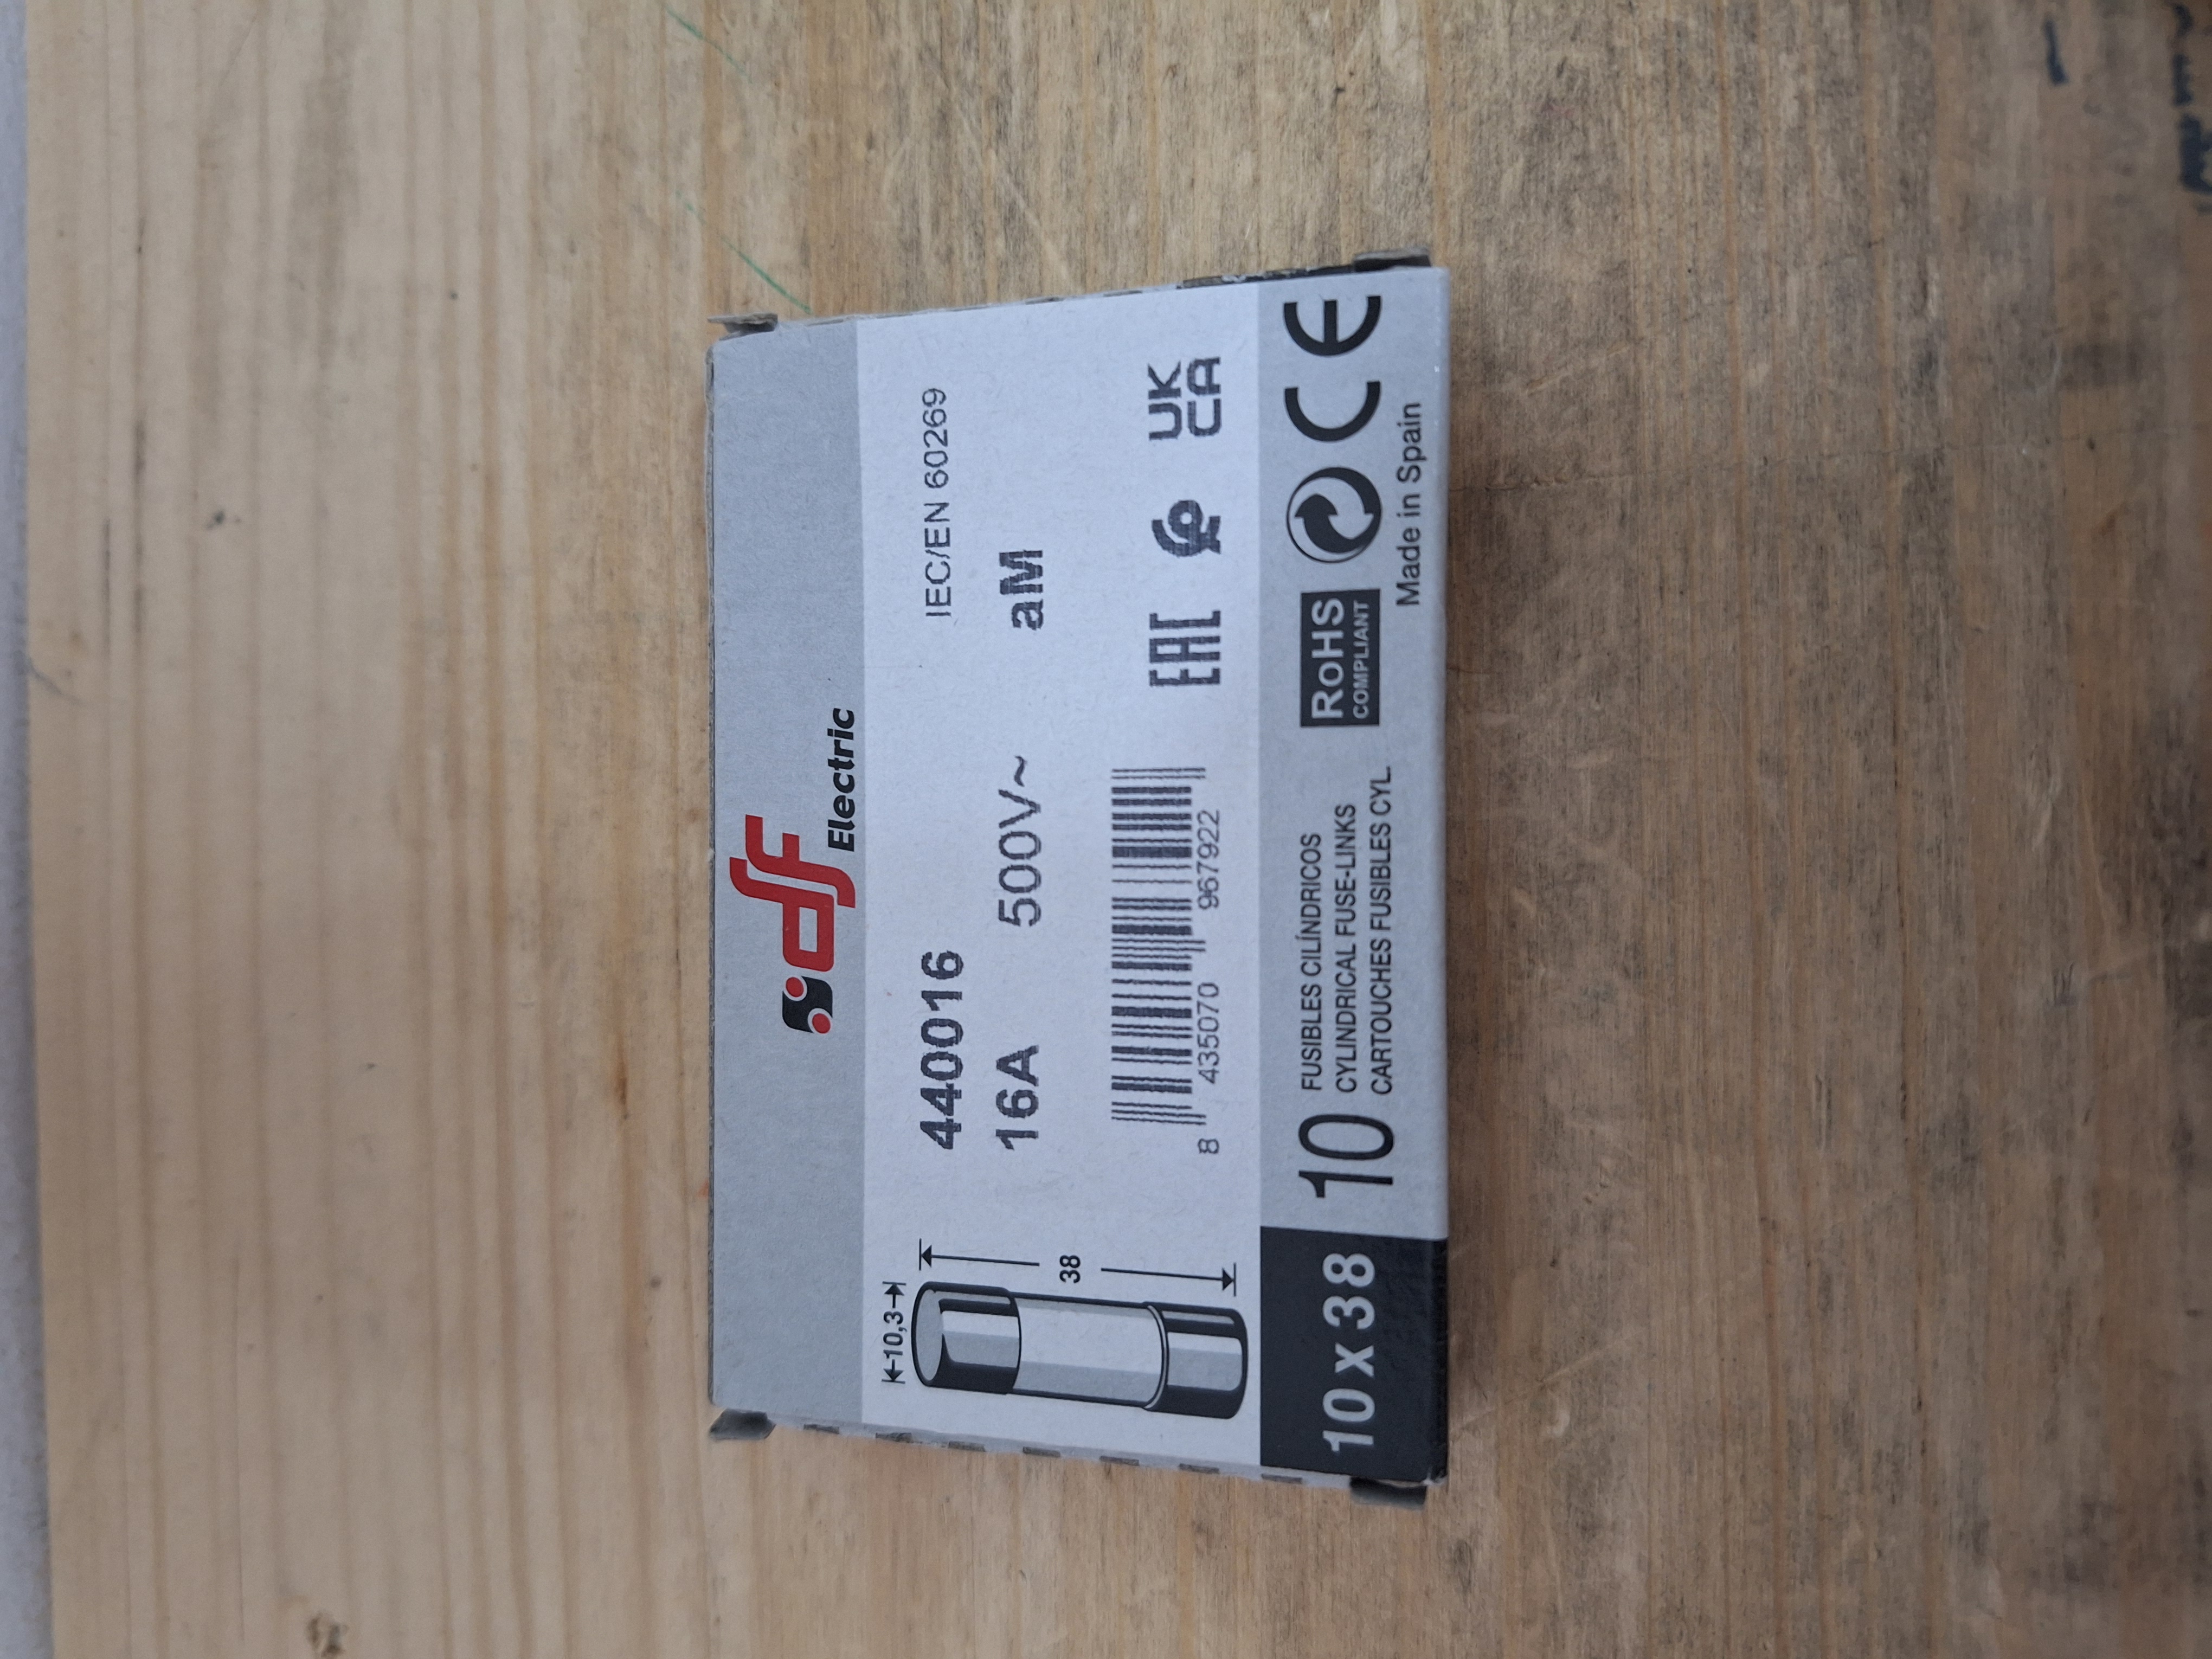 df
Electric
10,3
38
440016
IEC/EN 60269
16A 500V~ aM
8 435070 967922
EAC
UK
CA
10 x 38
10
FUSIBLES CILÍNDRICOS
CYLINDRICAL FUSE-LINKS
CARTOUCHES FUSIBLES CYL.
RoHS
COMPLIANT
CE
Made in Spain